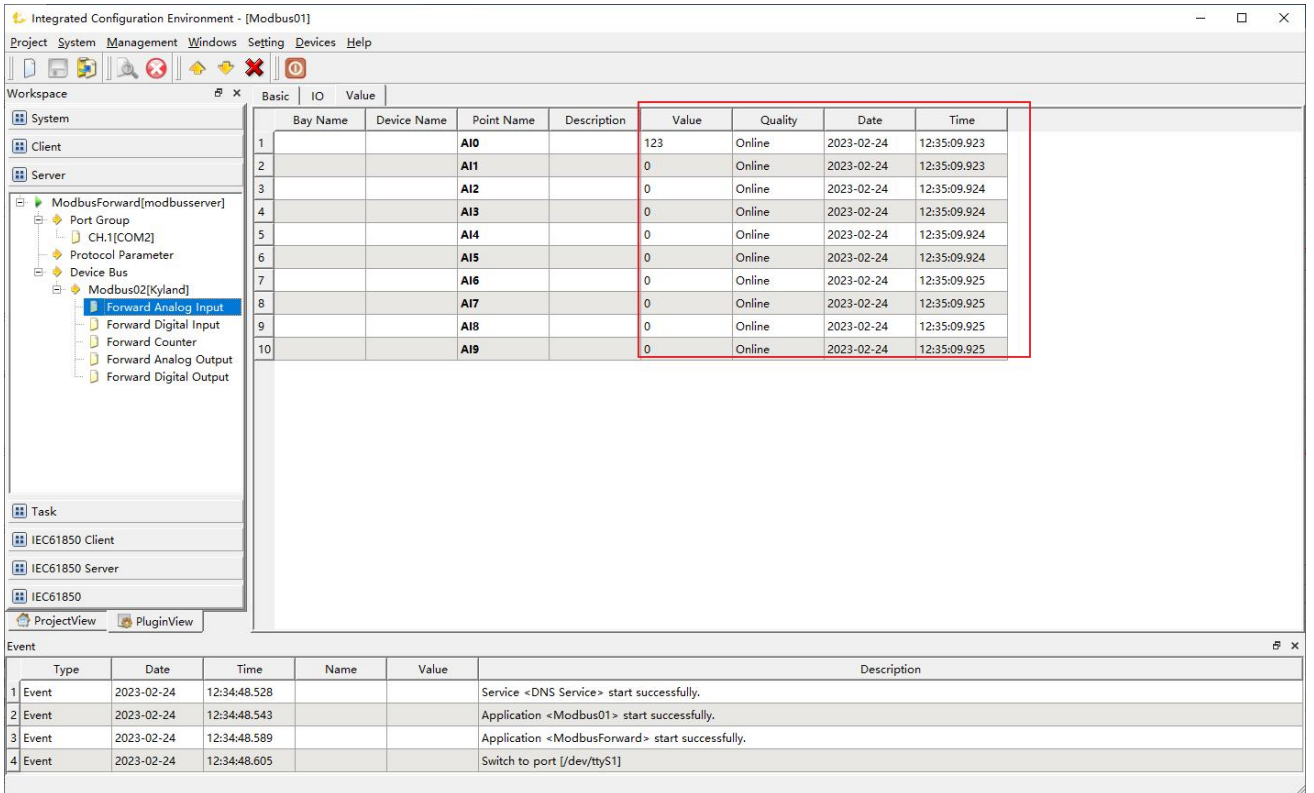 Integrated Configuration Environment - [Modbus01]
Project System Management Windows Setting Devices Help
Workspace
System
Client
Server
ModbusForward[modbusserver]
Port Group
CH.1[COM2]
Protocol Parameter
Device Bus
Modbus02[Kyland]
Forward Analog Input
Forward Digital Input
Forward Counter
Forward Analog Output
Forward Digital Output
Task
IEC61850 Client
IEC61850 Server
IEC61850
ProjectView PluginView
Basic IO Value
Bay Name Device Name Point Name Description Value Quality Date Time
1 AI0 123 Online 2023-02-24 12:35:09.923
2 AI1 0 Online 2023-02-24 12:35:09.923
3 AI2 0 Online 2023-02-24 12:35:09.924
4 AI3 0 Online 2023-02-24 12:35:09.924
5 AI4 0 Online 2023-02-24 12:35:09.924
6 AI5 0 Online 2023-02-24 12:35:09.924
7 AI6 0 Online 2023-02-24 12:35:09.925
8 AI7 0 Online 2023-02-24 12:35:09.925
9 AI8 0 Online 2023-02-24 12:35:09.925
10 AI9 0 Online 2023-02-24 12:35:09.925
Event
Type Date Time Name Value Description
1 Event 2023-02-24 12:34:48.528 Service <DNS Service> start successfully.
2 Event 2023-02-24 12:34:48.543 Application <Modbus01> start successfully.
3 Event 2023-02-24 12:34:48.589 Application <ModbusForward> start successfully.
4 Event 2023-02-24 12:34:48.605 Switch to port [/dev/ttyS1]